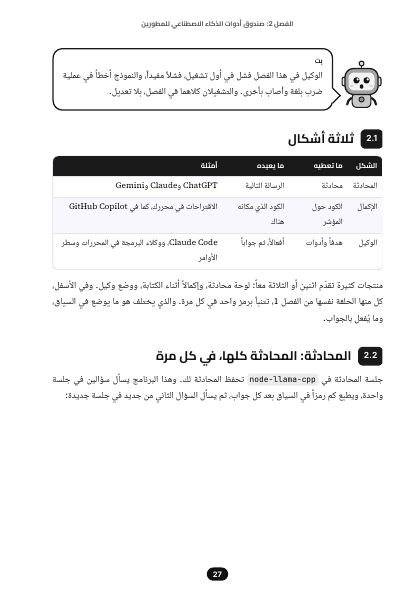 الفصل 2: صندوق أدوات الذكاء الاصطناعي للمطورين
بِت
الوكيل في هذا الفصل فشل في أول تشغيل، فشلاً مفيداً، والنموذج أخطأ في عملية
ضرب بلغة وأصاب بأخرى. والتشغيلان كلاهما في الفصل، بلا تعديل.
2.1 ثلاثة أشكال
الشكل ما تعطيه ما يعيده أمثلة
المحادثة محادثة الرسالة التالية ChatGPT وClaude وGemini
الإكمال الكود حول المؤشر الكود الذي مكانه هناك الاقتراحات في محررك، كما في GitHub Copilot
الوكيل هدفاً وأدوات أفعالاً، ثم جواباً Claude Code، ووكلاء البرمجة في المحررات وسطر الأوامر
منتجات كثيرة تقدّم اثنين أو الثلاثة معاً: لوحة محادثة، وإكمالاً أثناء الكتابة، ووضع وكيل. وفي الأسفل،
كل منها الحلقة نفسها من الفصل 1، تتنبأ برمز واحد في كل مرة. والذي يختلف هو ما يوضع في السياق،
وما يُفعل بالجواب.
2.2 المحادثة: المحادثة كلها، في كل مرة
جلسة المحادثة في node-llama-cpp تحفظ المحادثة لك. وهذا البرنامج يسأل سؤالين في جلسة
واحدة، ويطبع كم رمزاً في السياق بعد كل جواب، ثم يسأل السؤال الثاني من جديد في جلسة جديدة:
27